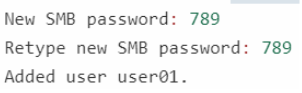 New SMB password: 789
Retype new SMB password: 789
Added user user01.